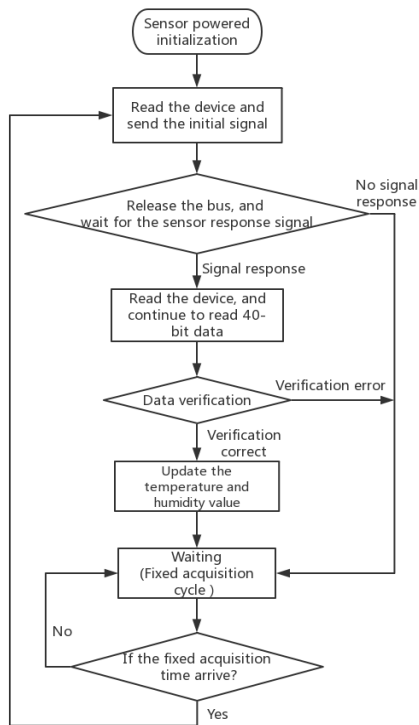 Sensor powered
initialization
Read the device and
send the initial signal
Release the bus, and
wait for the sensor response signal
No signal
response
Signal response
Read the device, and
continue to read 40-
bit data
Data verification
Verification error
Verification
correct
Update the
temperature and
humidity value
Waiting
(Fixed acquisition
cycle )
No
If the fixed acquisition
time arrive?
Yes